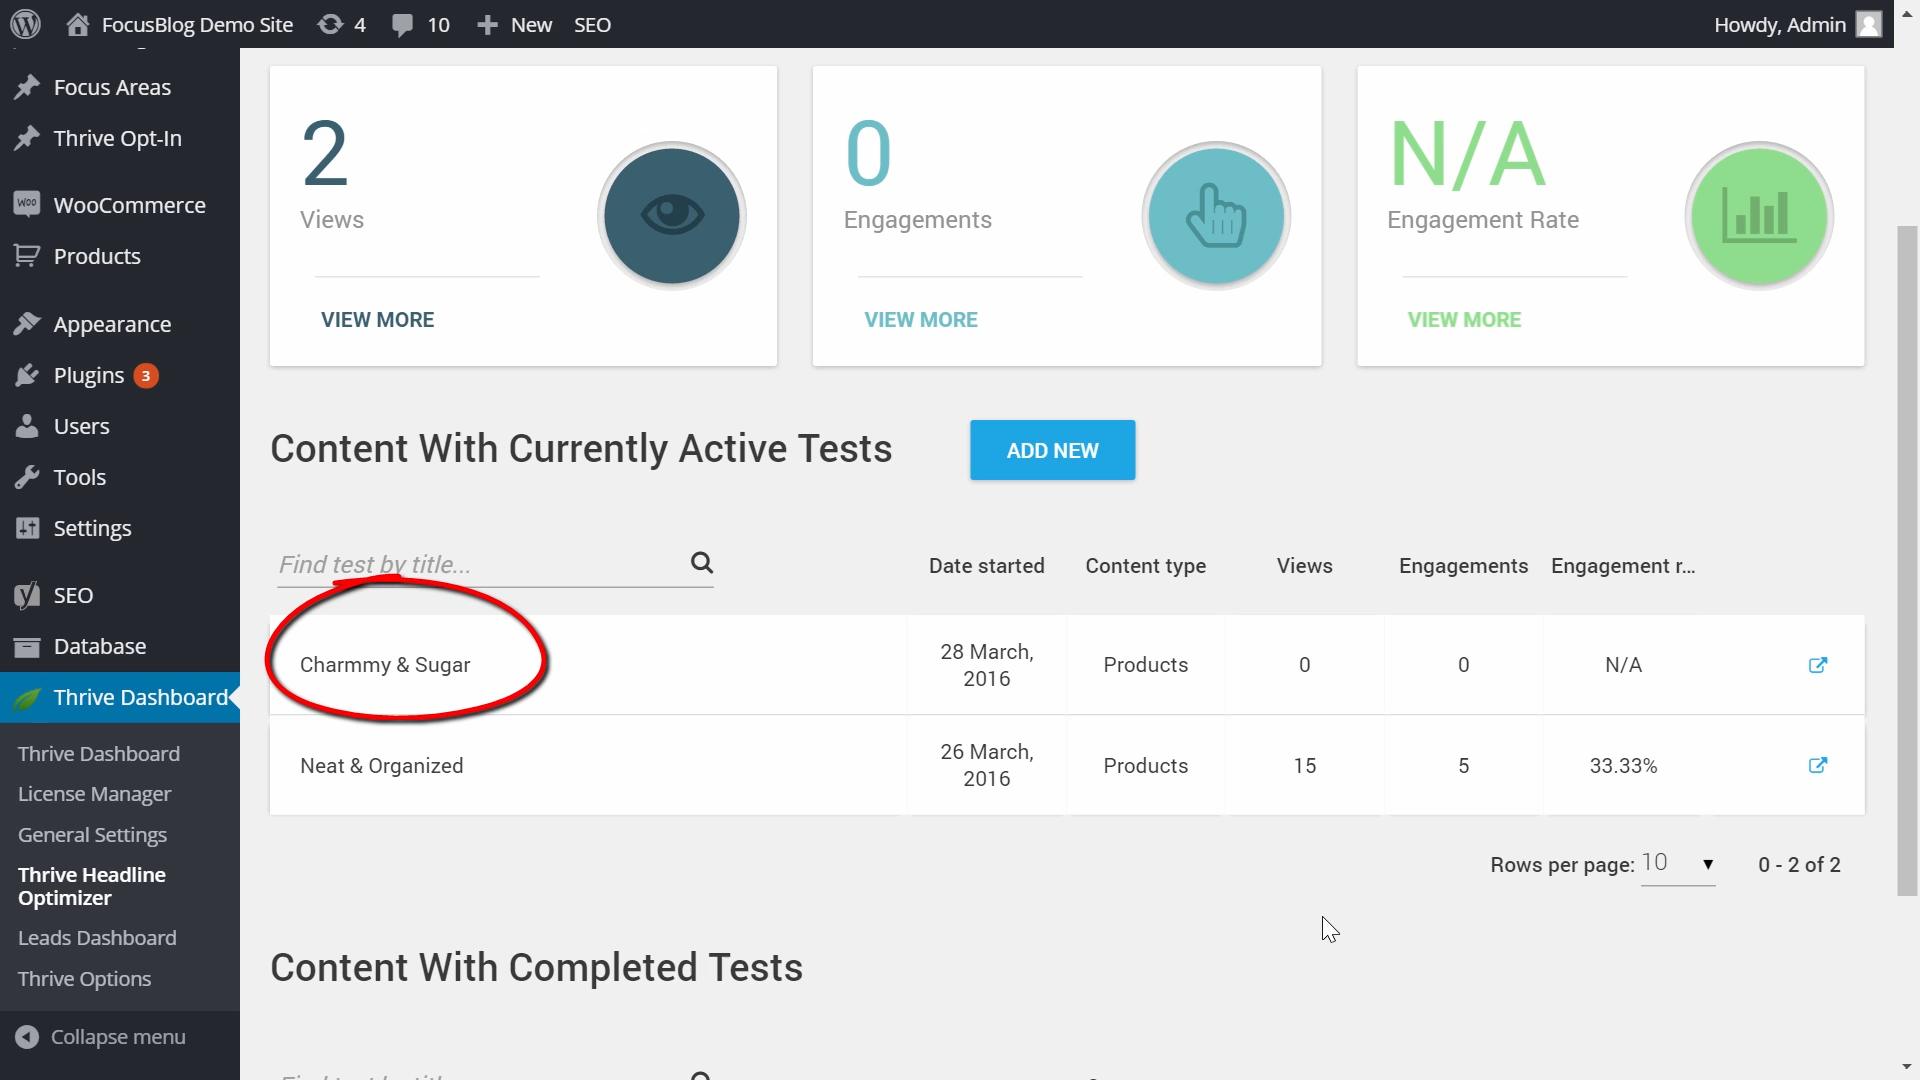 FocusBlog Demo Site 4 10 New SEO Howdy, Admin
Focus Areas
Thrive Opt-In
WooCommerce
Products
Appearance
Plugins 3
Users
Tools
Settings
SEO
Database
Thrive Dashboard
Thrive Dashboard
License Manager
General Settings
Thrive Headline
Optimizer
Leads Dashboard
Thrive Options
Collapse menu
2
Views
VIEW MORE
0
Engagements
VIEW MORE
N/A
Engagement Rate
VIEW MORE
Content With Currently Active Tests ADD NEW
Find test by title... Date started Content type Views Engagements Engagement r...
Charmmy & Sugar 28 March, 2016 Products 0 0 N/A
Neat & Organized 26 March, 2016 Products 15 5 33.33%
Rows per page: 10 0 - 2 of 2
Content With Completed Tests